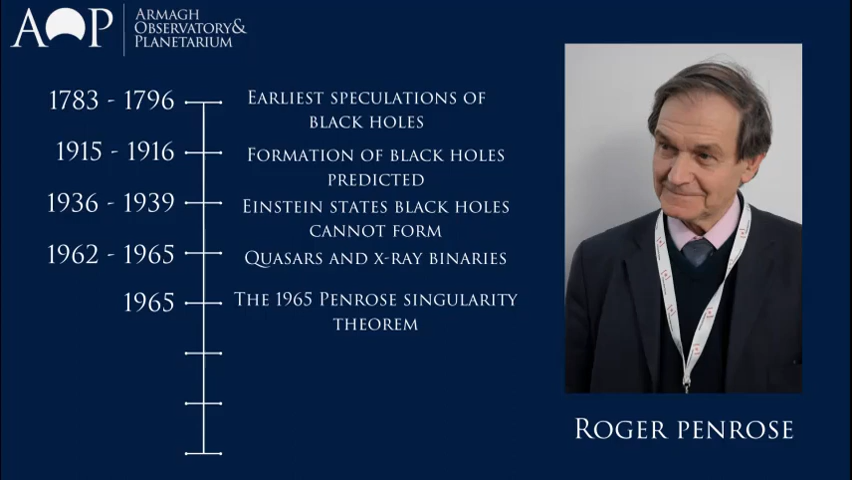 AOP
Armagh
Observatory&
Planetarium
1783 - 1796
Earliest speculations of
black holes
1915 - 1916
Formation of black holes
predicted
1936 - 1939
Einstein states black holes
cannot form
1962 - 1965
Quasars and x-ray binaries
1965
The 1965 Penrose singularity
theorem
Roger penrose